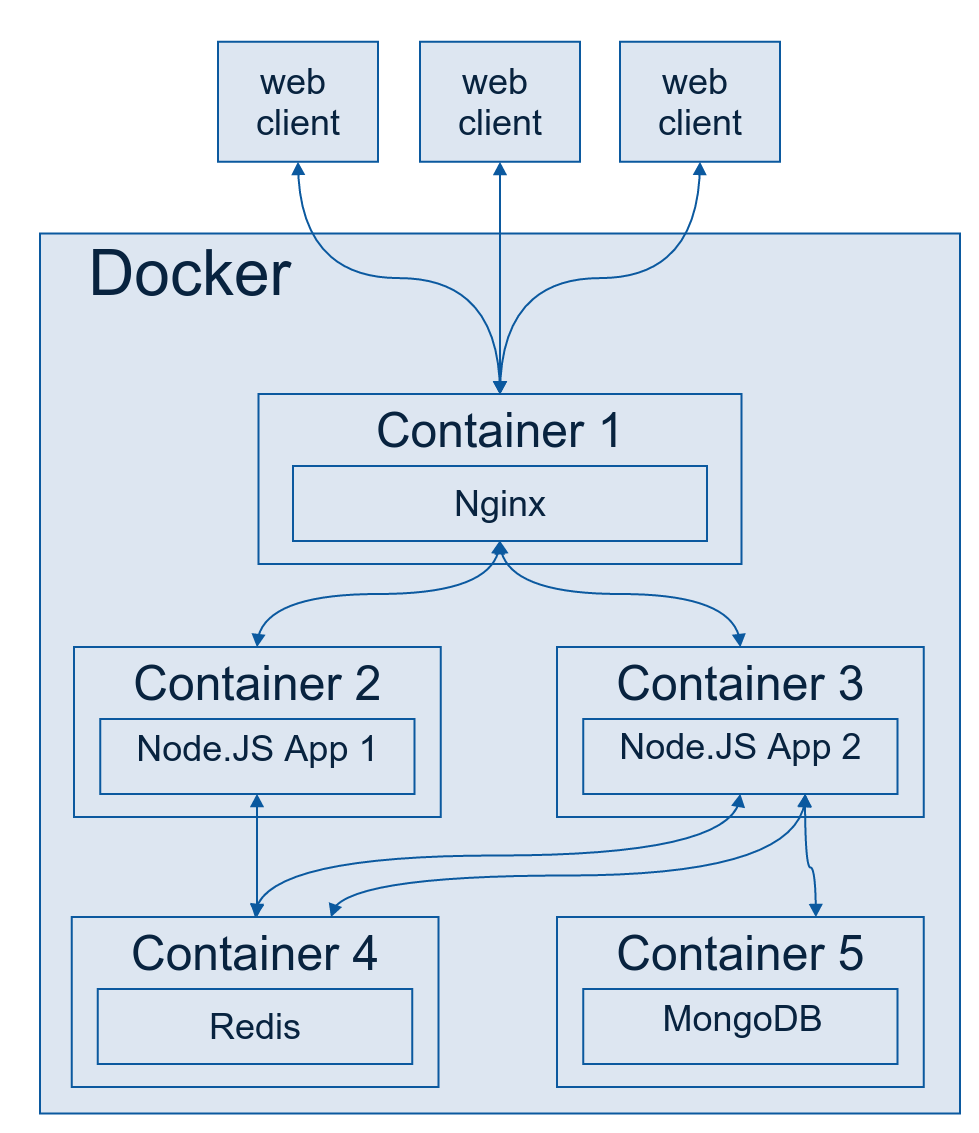 web
client
web
client
web
client
Docker
Container 1
Nginx
Container 2
Node.JS App 1
Container 3
Node.JS App 2
Container 4
Redis
Container 5
MongoDB